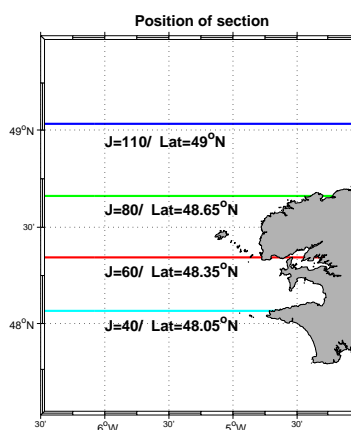 Position of section
49°N
J=110/ Lat=49°N
J=80/ Lat=48.65°N
30'
J=60/ Lat=48.35°N
48°N
J=40/ Lat=48.05°N
30' 6°W 30' 5°W 30'